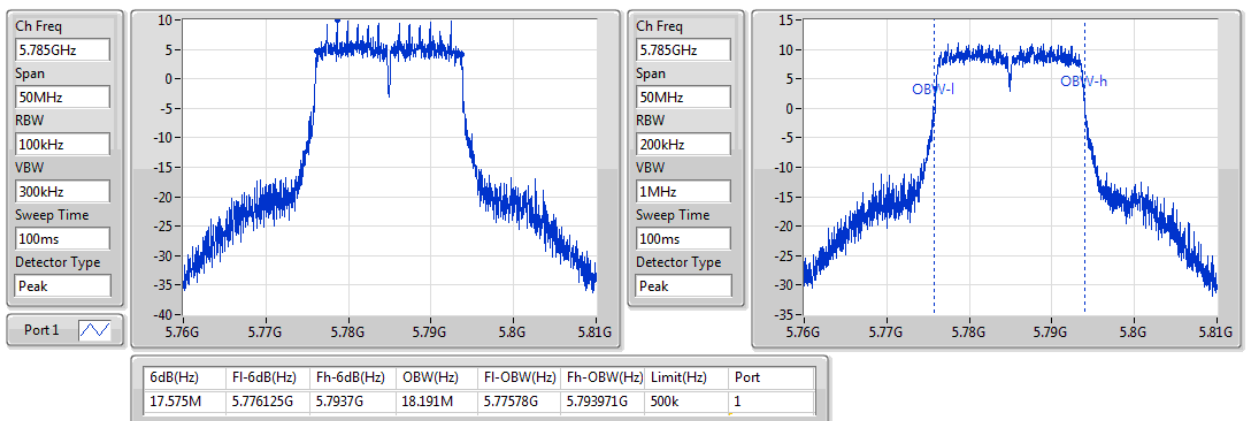 Ch Freq
5.785GHz
Span
50MHz
RBW
100kHz
VBW
300kHz
Sweep Time
100ms
Detector Type
Peak
Port 1
10
5
0
-5
-10
-15
-20
-25
-30
-35
-40
5.76G 5.77G 5.78G 5.79G 5.8G 5.81G
Ch Freq
5.785GHz
Span
50MHz
RBW
200kHz
VBW
1MHz
Sweep Time
100ms
Detector Type
Peak
15
10
5
0
-5
-10
-15
-20
-25
-30
-35
OBW-l OBW-h
5.76G 5.77G 5.78G 5.79G 5.8G 5.81G
6dB(Hz) Fl-6dB(Hz) Fh-6dB(Hz) OBW(Hz) Fl-OBW(Hz) Fh-OBW(Hz) Limit(Hz) Port
17.575M 5.776125G 5.7937G 18.191M 5.77578G 5.793971G 500k 1